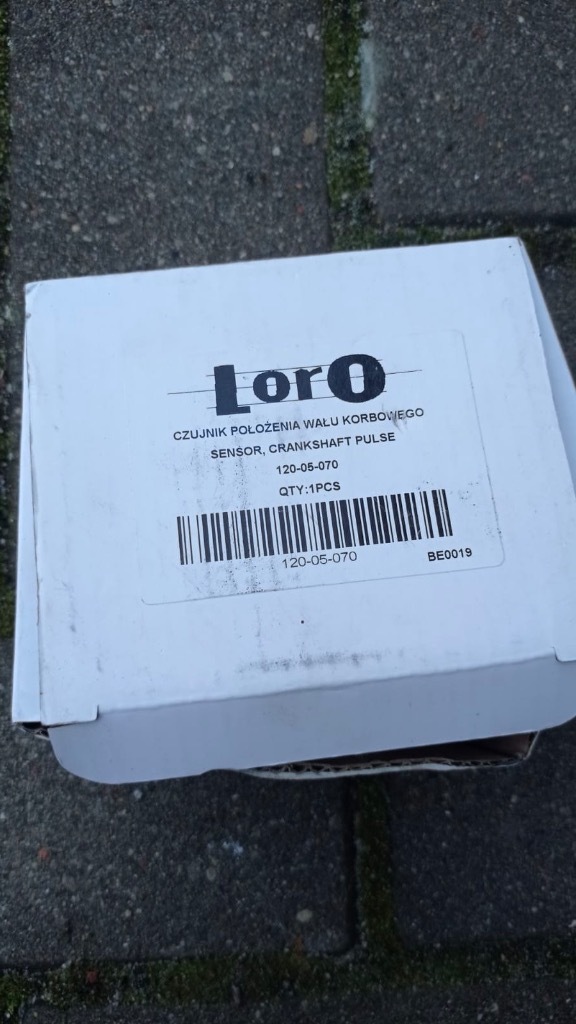 LorO
CZUJNIK POŁOŻENIA WAŁU KORBOWEGO
SENSOR, CRANKSHAFT PULSE
120-05-070
QTY:1PCS
120-05-070
BE0019